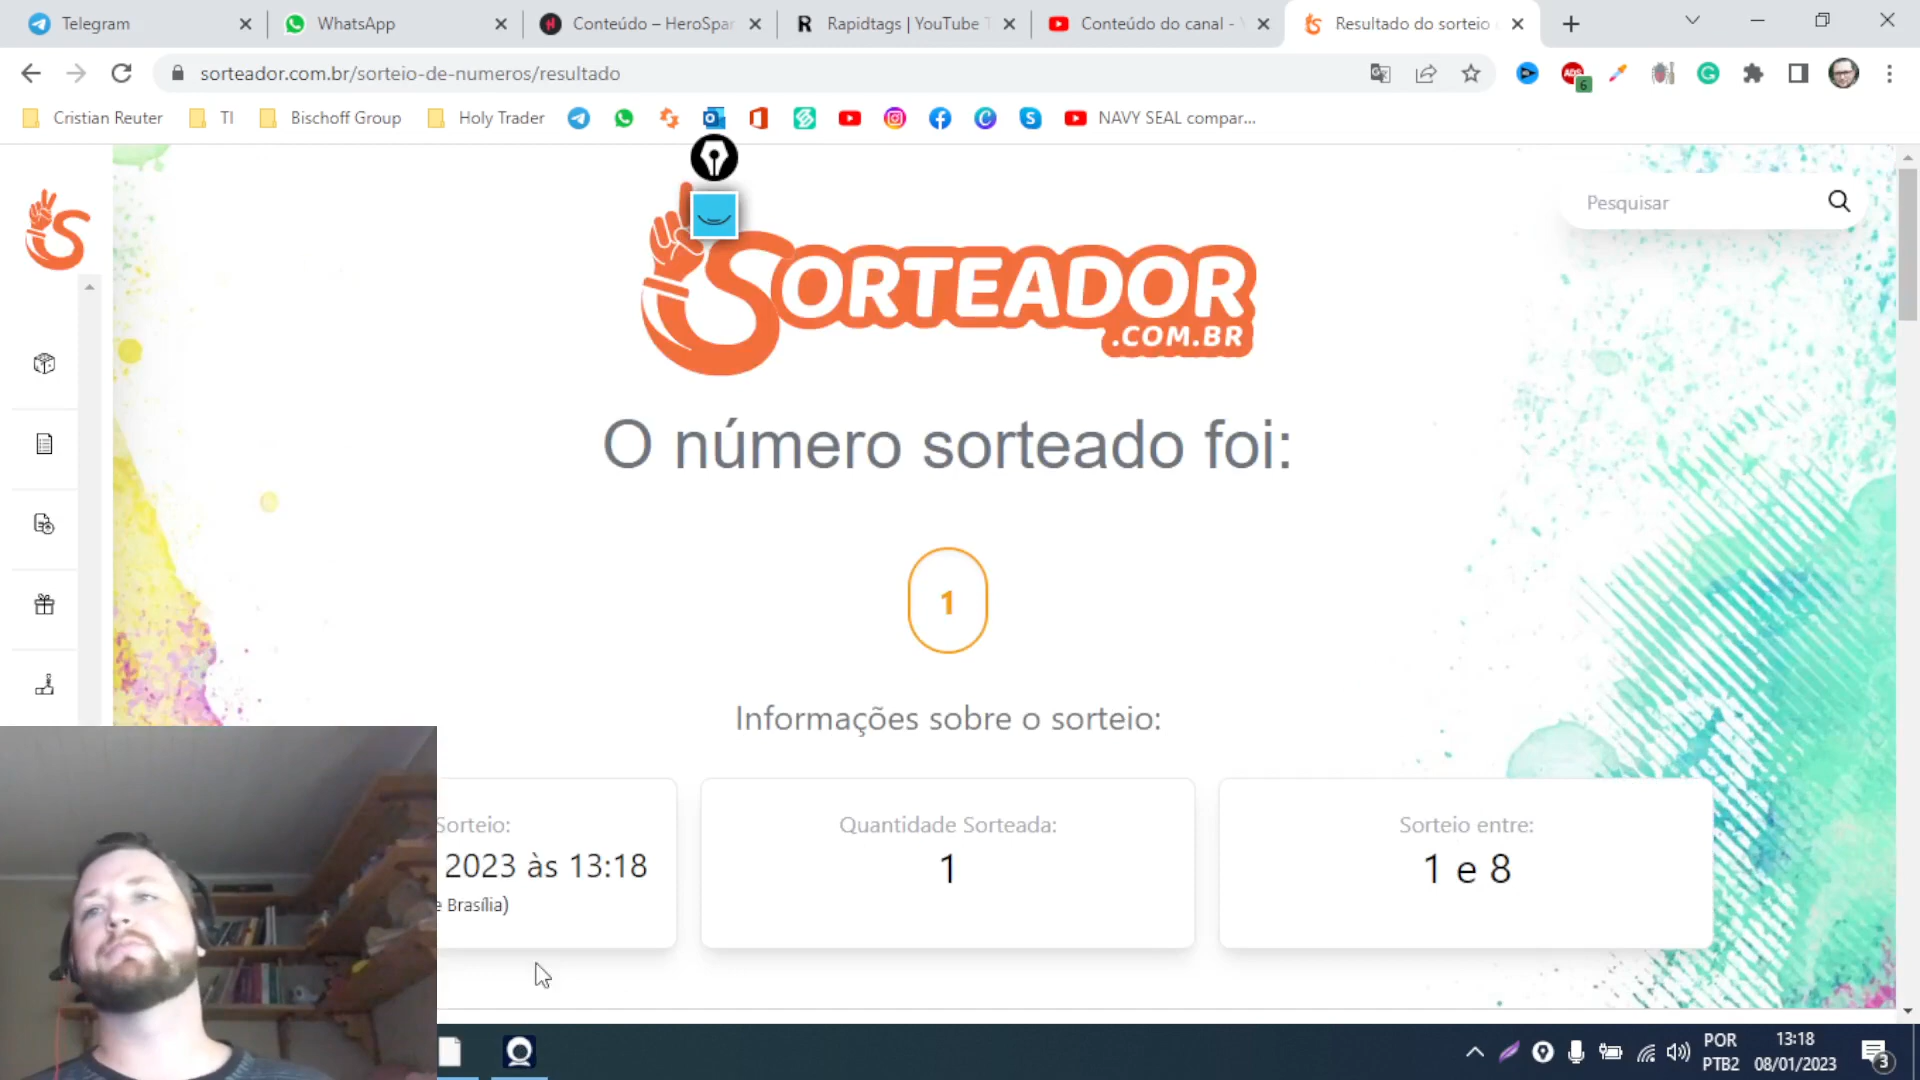 Telegram
WhatsApp
Conteúdo – HeroSpar
Rapidtags | YouTube T
Conteúdo do canal -
Resultado do sorteio
sorteador.com.br/sorteio-de-numeros/resultado
6
Cristian Reuter
TI
Bischoff Group
Holy Trader
NAVY SEAL compar...
Pesquisar
SORTEADOR
.COM.BR
O número sorteado foi:
1
Informações sobre o sorteio:
Sorteio:
2023 às 13:18
e Brasília)
Quantidade Sorteada:
1
Sorteio entre:
1 e 8
POR
PTB2
13:18
08/01/2023
3